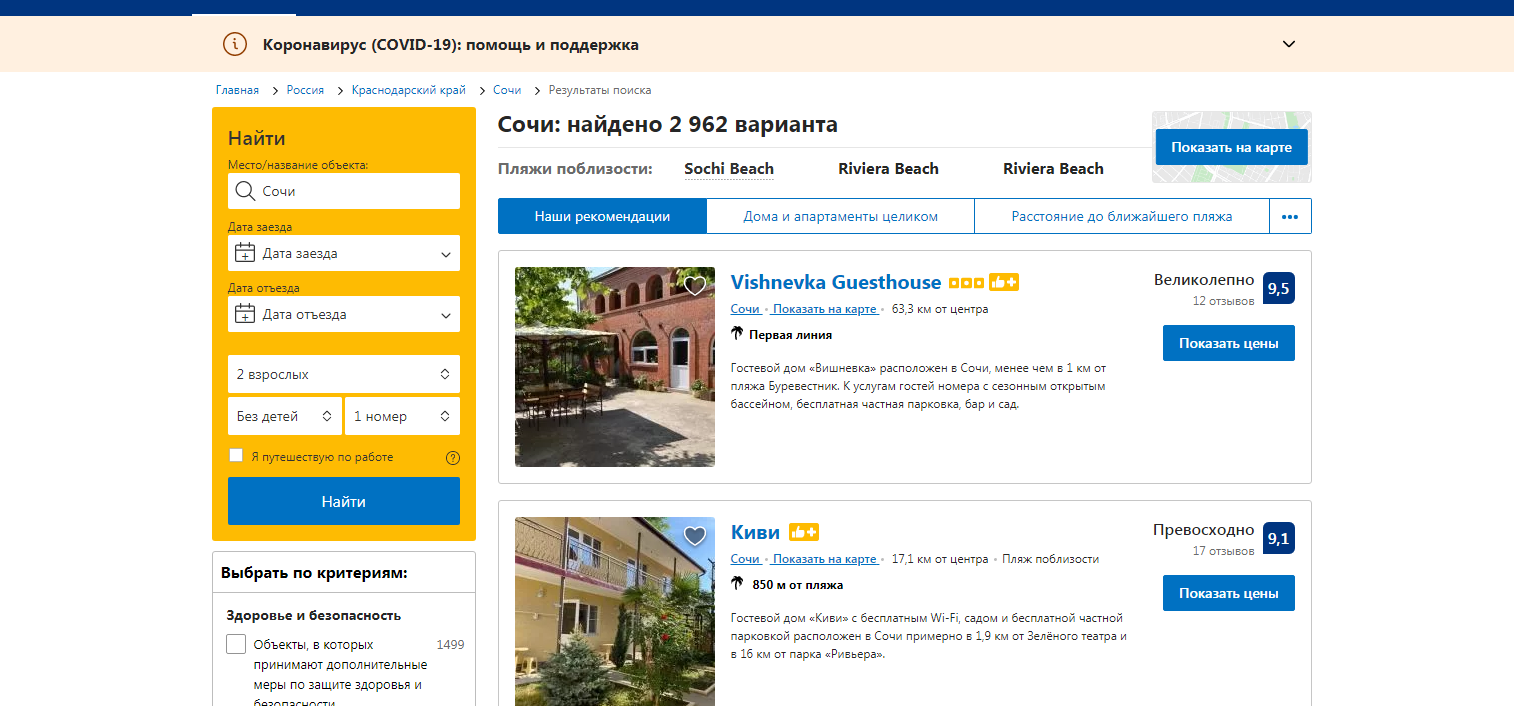 Коронавирус (COVID-19): помощь и поддержка
Главная > Россия > Краснодарский край > Сочи > Результаты поиска
Найти
Место/название объекта:
Сочи
Дата заезда
Дата заезда
Дата отъезда
Дата отъезда
2 взрослых
Без детей 1 номер
Я путешествую по работе
Найти
Выбрать по критериям:
Здоровье и безопасность
Объекты, в которых 1499
принимают дополнительные
меры по защите здоровья и
безопасности
Сочи: найдено 2 962 варианта
Показать на карте
Пляжи поблизости: Sochi Beach Riviera Beach Riviera Beach
Наши рекомендации Дома и апартаменты целиком Расстояние до ближайшего пляжа •••
Vishnevka Guesthouse
Великолепно 9,5
12 отзывов
Сочи • Показать на карте • 63,3 км от центра
Первая линия
Показать цены
Гостевой дом «Вишневка» расположен в Сочи, менее чем в 1 км от
пляжа Буревестник. К услугам гостей номера с сезонным открытым
бассейном, бесплатная частная парковка, бар и сад.
Киви
Превосходно 9,1
17 отзывов
Сочи • Показать на карте • 17,1 км от центра • Пляж поблизости
850 м от пляжа
Показать цены
Гостевой дом «Киви» с бесплатным Wi-Fi, садом и бесплатной частной
парковкой расположен в Сочи примерно в 1,9 км от Зелёного театра и
в 16 км от парка «Ривьера».